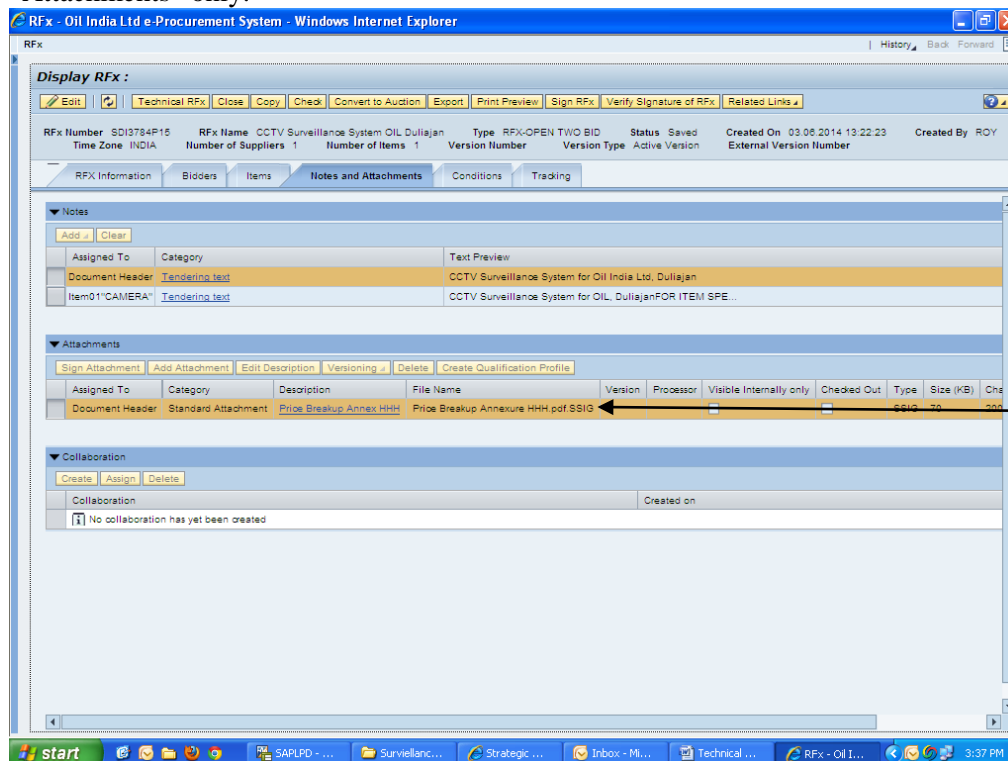 RFx - Oil India Ltd e-Procurement System - Windows Internet Explorer
RFx | History Back Forward
Display RFx :
Edit | Technical RFx Close Copy Check Convert to Auction Export Print Preview Sign RFx Verify Signature of RFx Related Links
RFx Number SDI3784P15 RFx Name CCTV Surveillance System OIL Duliajan Type RFX-OPEN TWO BID Status Saved Created On 03.06.2014 13:22:23 Created By ROY
Time Zone INDIA Number of Suppliers 1 Number of Items 1 Version Number Version Type Active Version External Version Number
RFX Information Bidders Items Notes and Attachments Conditions Tracking
Notes
Add Clear
Assigned To Category Text Preview
Document Header Tendering text CCTV Surveillance System for Oil India Ltd, Duliajan
Item01"CAMERA" Tendering text CCTV Surveillance System for OIL, DuliajanFOR ITEM SPE...
Attachments
Sign Attachment Add Attachment Edit Description Versioning Delete Create Qualification Profile
Assigned To Category Description File Name Version Processor Visible Internally only Checked Out Type Size (KB) Cha
Document Header Standard Attachment Price Breakup Annex HHH Price Breakup Annexure HHH.pdf.SSIG SSIG 70
Collaboration
Create Assign Delete
Collaboration Created on
No collaboration has yet been created
start SAPLPD - ... Surviellanc... Strategic ... Inbox - Mi... Technical ... RFx - Oil I... 3:37 PM